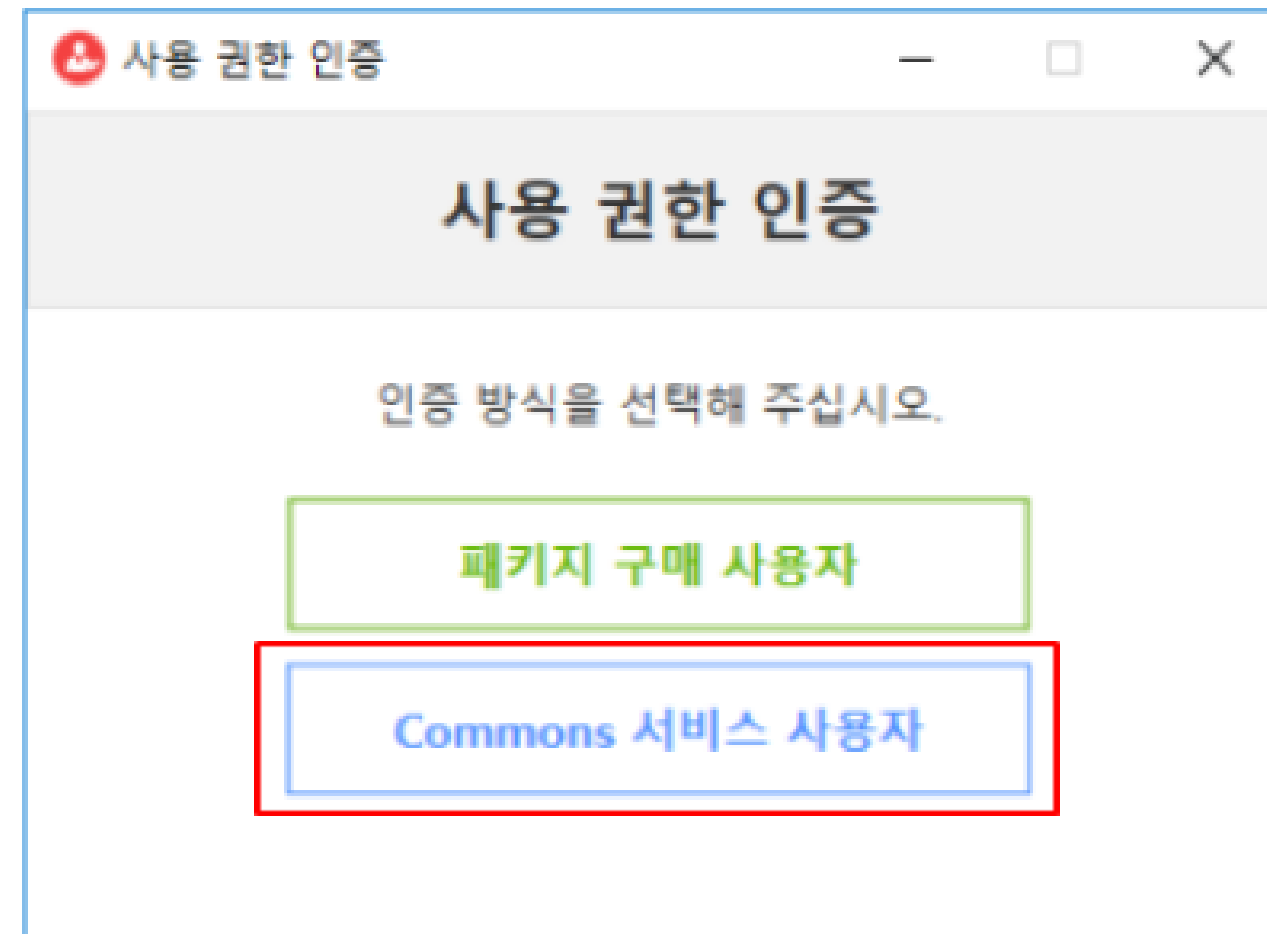 사용 권한 인증
사용 권한 인증
인증 방식을 선택해 주십시오.
패키지 구매 사용자
Commons 서비스 사용자